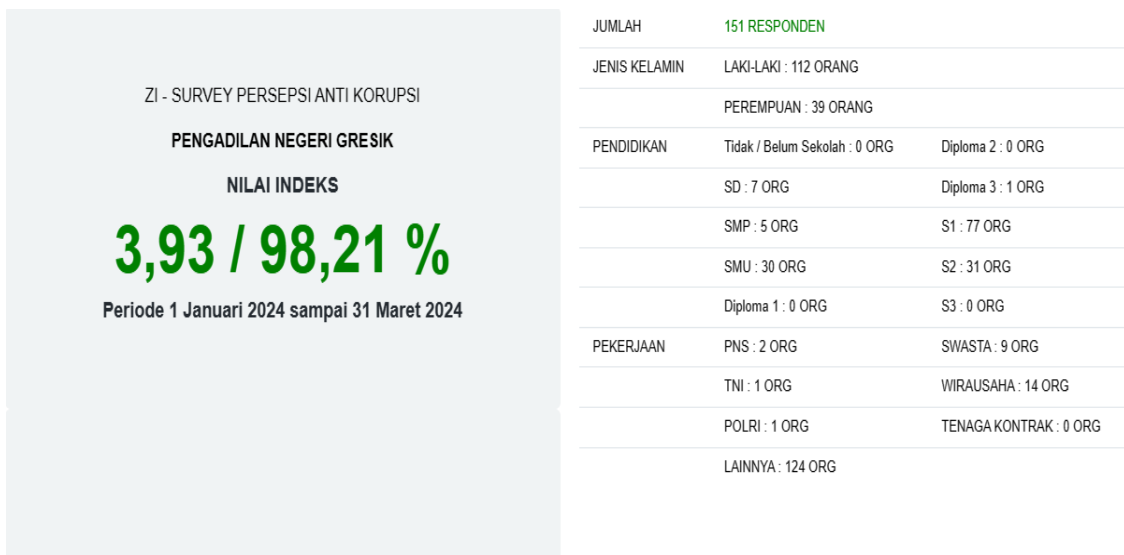 ZI - SURVEY PERSEPSI ANTI KORUPSI
PENGADILAN NEGERI GRESIK
NILAI INDEKS
3,93 / 98,21 %
Periode 1 Januari 2024 sampai 31 Maret 2024
JUMLAH 151 RESPONDEN
JENIS KELAMIN LAKI-LAKI : 112 ORANG
PEREMPUAN : 39 ORANG
PENDIDIKAN Tidak / Belum Sekolah : 0 ORG Diploma 2 : 0 ORG
SD : 7 ORG Diploma 3 : 1 ORG
SMP : 5 ORG S1 : 77 ORG
SMU : 30 ORG S2 : 31 ORG
Diploma 1 : 0 ORG S3 : 0 ORG
PEKERJAAN PNS : 2 ORG SWASTA : 9 ORG
TNI : 1 ORG WIRAUSAHA : 14 ORG
POLRI : 1 ORG TENAGA KONTRAK : 0 ORG
LAINNYA : 124 ORG